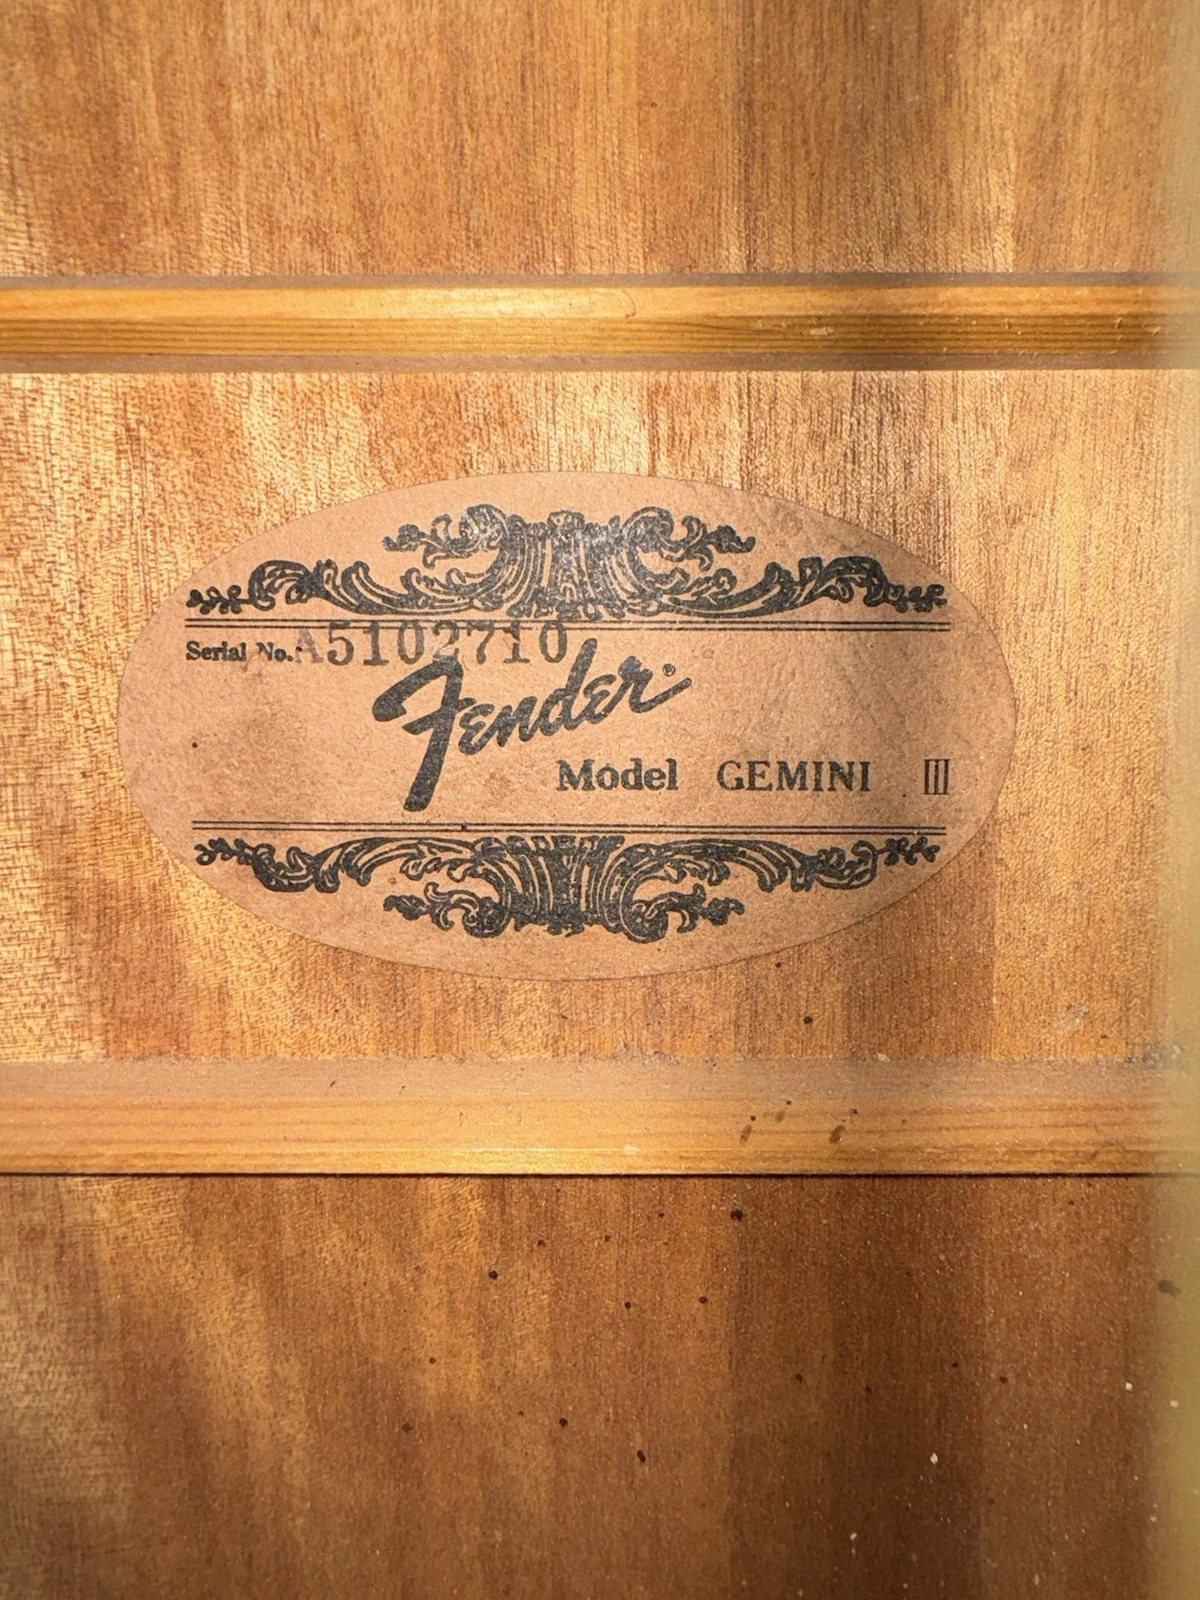 Serial No. A5102710
Fender®
Model GEMINI III